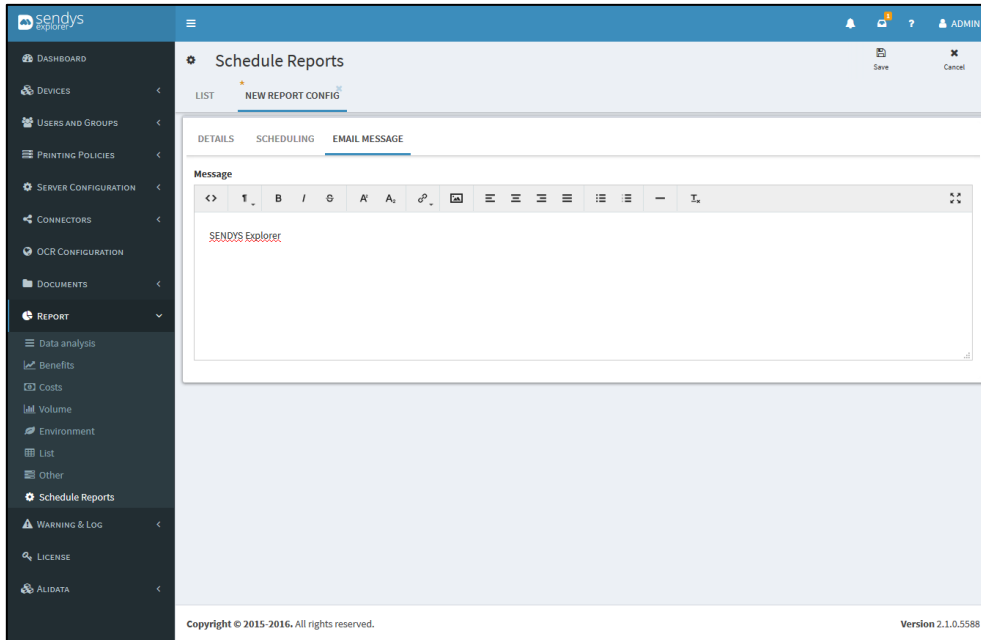 sendys
explorer
ADMIN
DASHBOARD
DEVICES
USERS AND GROUPS
PRINTING POLICIES
SERVER CONFIGURATION
CONNECTORS
OCR CONFIGURATION
DOCUMENTS
REPORT
Data analysis
Benefits
Costs
Volume
Environment
List
Other
Schedule Reports
WARNING & LOG
LICENSE
ALIDATA
Schedule Reports
Save
Cancel
LIST
NEW REPORT CONFIG
DETAILS SCHEDULING EMAIL MESSAGE
Message
SENDYS Explorer
Copyright © 2015-2016. All rights reserved.
Version 2.1.0.5588